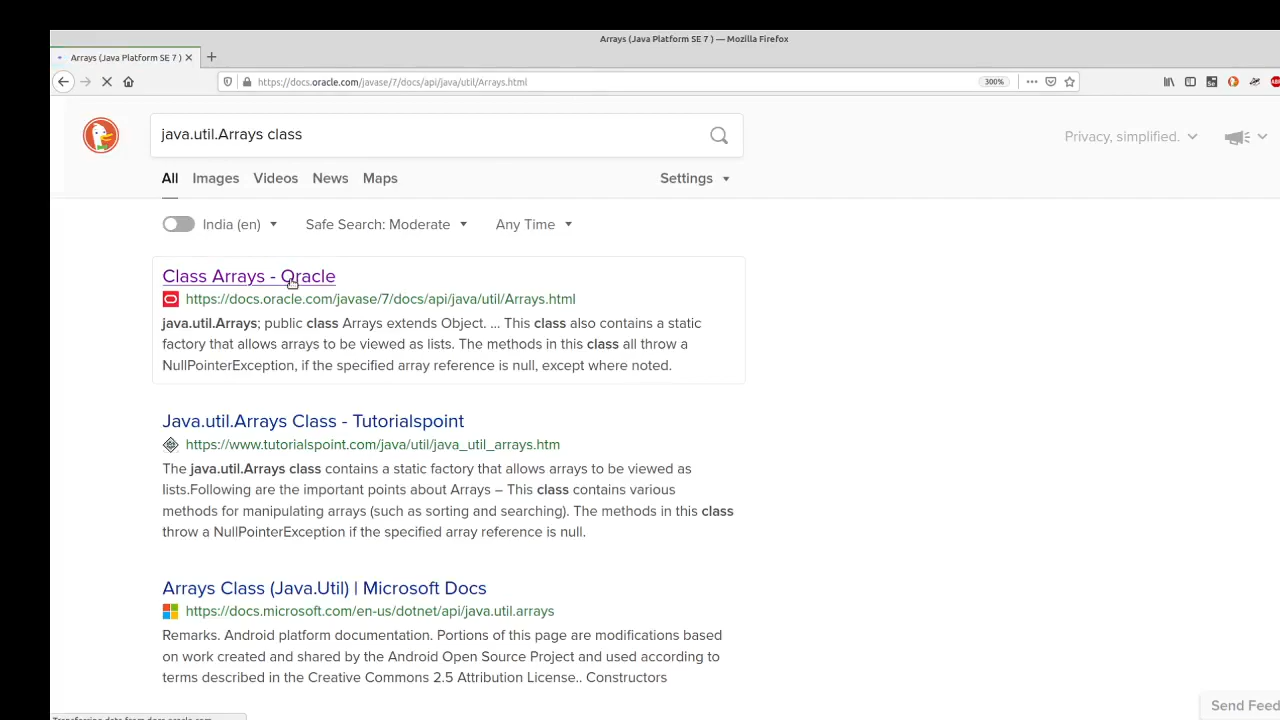 Arrays (Java Platform SE 7 ) — Mozilla Firefox
Arrays (Java Platform SE 7 )
https://docs.oracle.com/javase/7/docs/api/java/util/Arrays.html 300%
java.util.Arrays class
Privacy, simplified.
All Images Videos News Maps Settings
India (en) Safe Search: Moderate Any Time
Class Arrays - Oracle
https://docs.oracle.com/javase/7/docs/api/java/util/Arrays.html
java.util.Arrays; public class Arrays extends Object. ... This class also contains a static
factory that allows arrays to be viewed as lists. The methods in this class all throw a
NullPointerException, if the specified array reference is null, except where noted.
Java.util.Arrays Class - Tutorialspoint
https://www.tutorialspoint.com/java/util/java_util_arrays.htm
The java.util.Arrays class contains a static factory that allows arrays to be viewed as
lists.Following are the important points about Arrays – This class contains various
methods for manipulating arrays (such as sorting and searching). The methods in this class
throw a NullPointerException if the specified array reference is null.
Arrays Class (Java.Util) | Microsoft Docs
https://docs.microsoft.com/en-us/dotnet/api/java.util.arrays
Remarks. Android platform documentation. Portions of this page are modifications based
on work created and shared by the Android Open Source Project and used according to
terms described in the Creative Commons 2.5 Attribution License.. Constructors
Send Feed